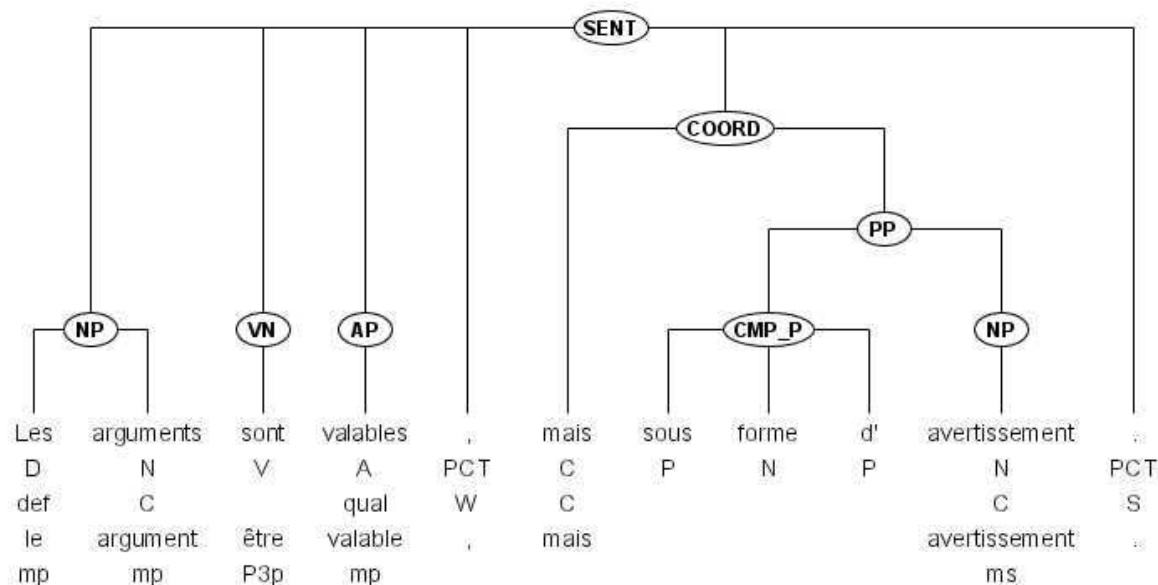 SENT
COORD
PP
NP VN AP CMP_P NP
Les arguments sont valables , mais sous forme d' avertissement .
D N V A PCT C P N P N PCT
def C qual W C C S
le argument être valable , mais avertissement .
mp mp P3p mp ms